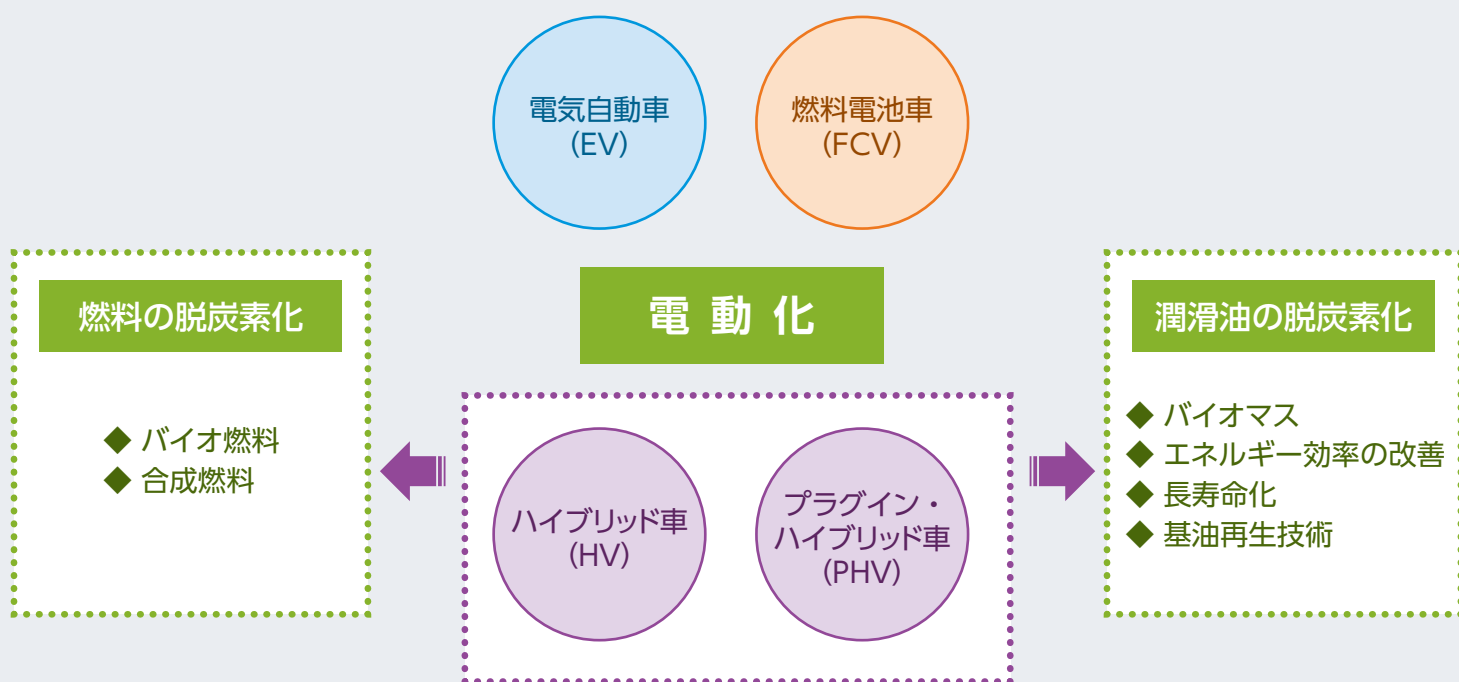 電気自動車
(EV)
燃料電池車
(FCV)
電動化
燃料の脱炭素化
◆ バイオ燃料
◆ 合成燃料
ハイブリッド車
(HV)
プラグイン・
ハイブリッド車
(PHV)
潤滑油の脱炭素化
◆ バイオマス
◆ エネルギー効率の改善
◆ 長寿命化
◆ 基油再生技術